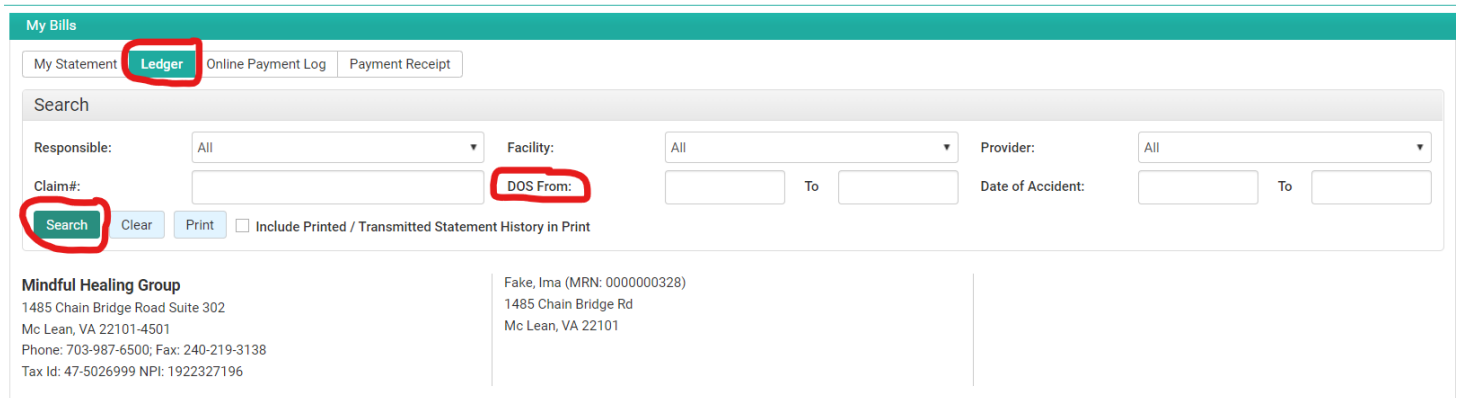 My Bills
My Statement Ledger Online Payment Log Payment Receipt
Search
Responsible: All Facility: All Provider: All
Claim#: DOS From: To Date of Accident: To
Search Clear Print Include Printed / Transmitted Statement History in Print
Mindful Healing Group
1485 Chain Bridge Road Suite 302
Mc Lean, VA 22101-4501
Phone: 703-987-6500; Fax: 240-219-3138
Tax Id: 47-5026999 NPI: 1922327196
Fake, Ima (MRN: 0000000328)
1485 Chain Bridge Rd
Mc Lean, VA 22101